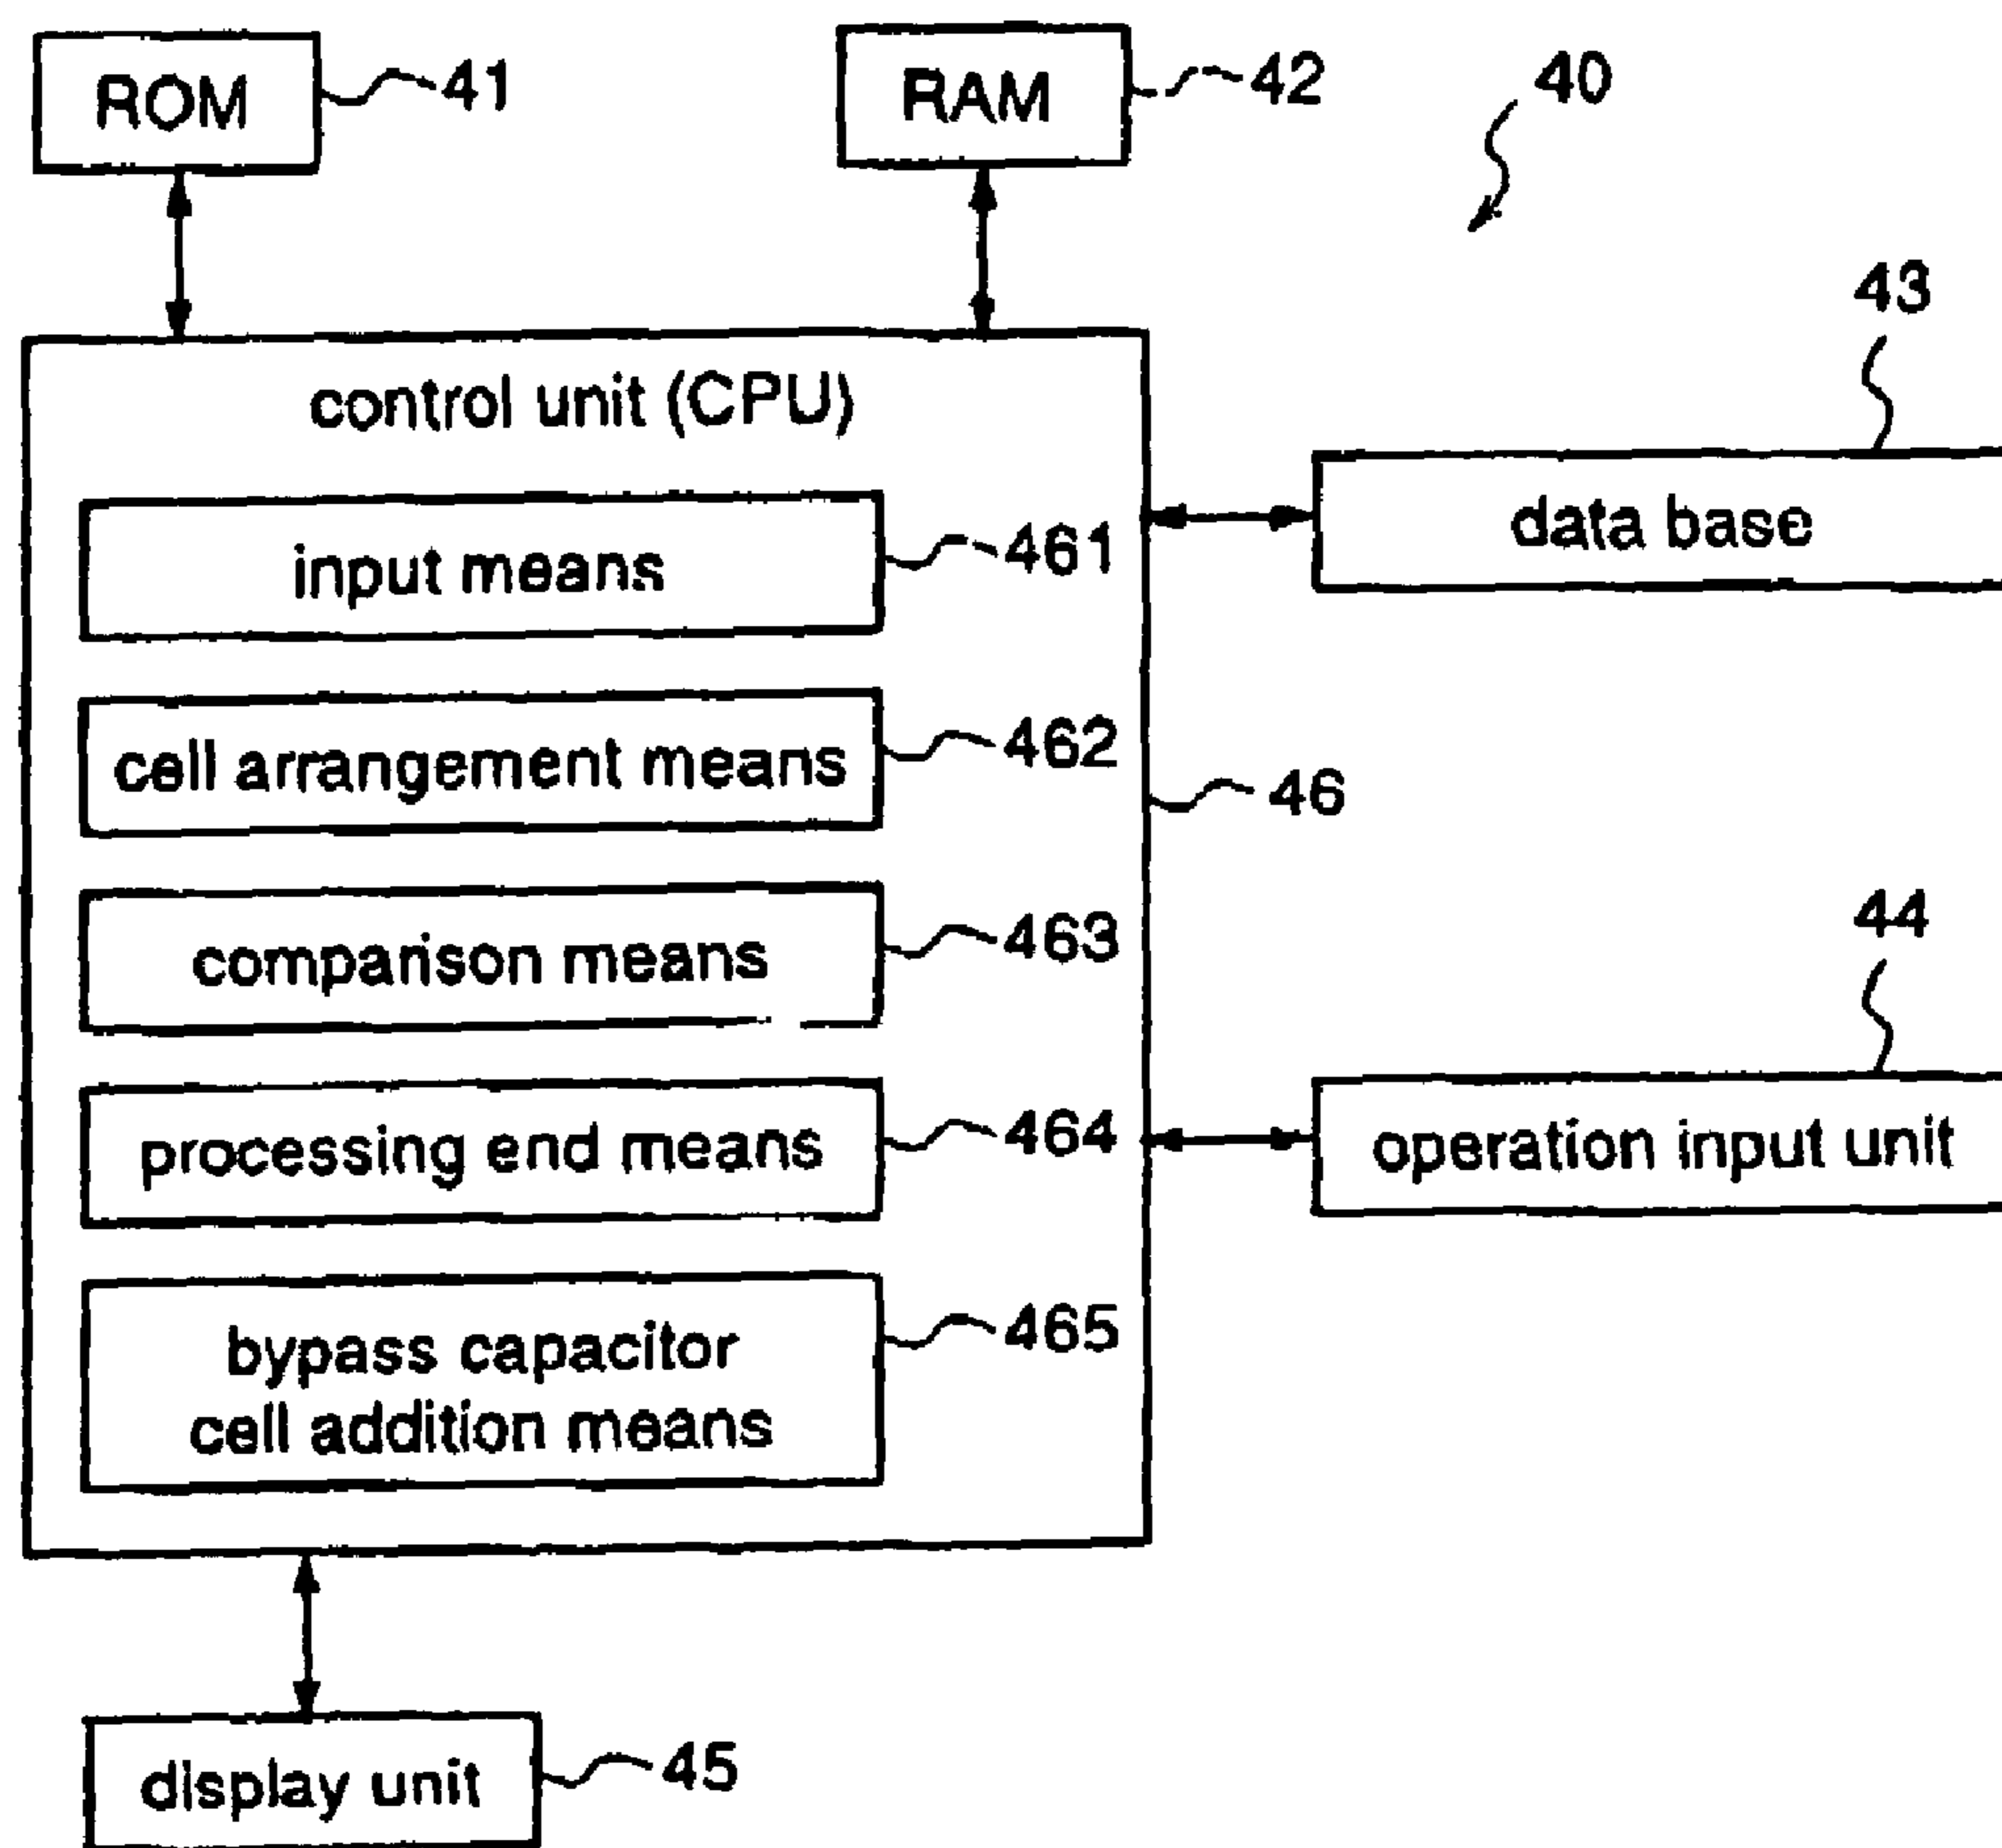 ROM
41
RAM
42
40
43
control unit (CPU)
data base
input means
461
cell arrangement means
462
46
comparison means
463
44
processing end means
464
operation input unit
bypass capacitor
cell addition means
465
display unit
45